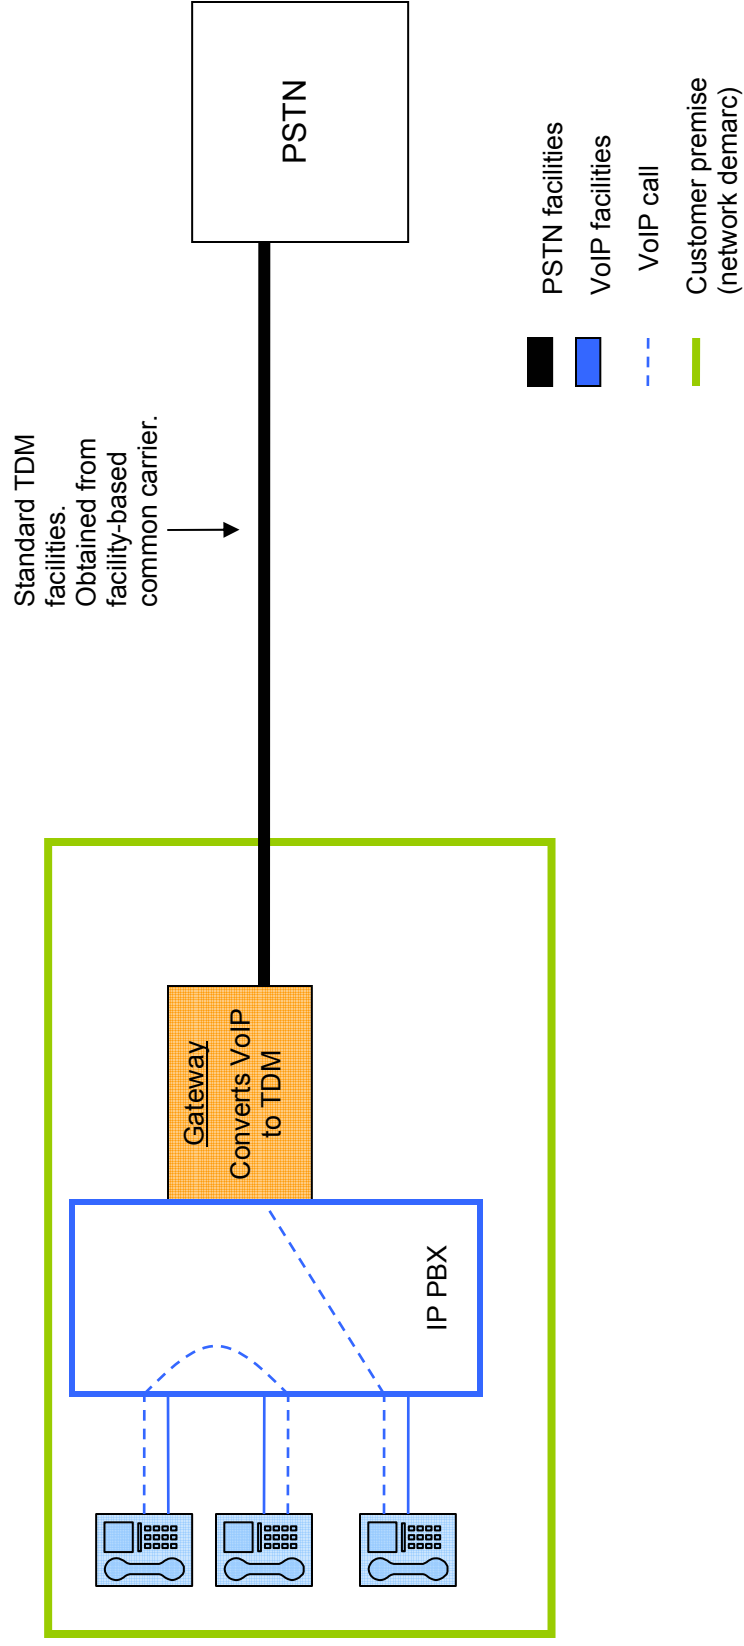 Standard TDM
facilities.
Obtained from
facility-based
common carrier.
PSTN
Gateway
Converts VoIP
to TDM
IP PBX
PSTN facilities
VoIP facilities
VoIP call
Customer premise
(network demarc)